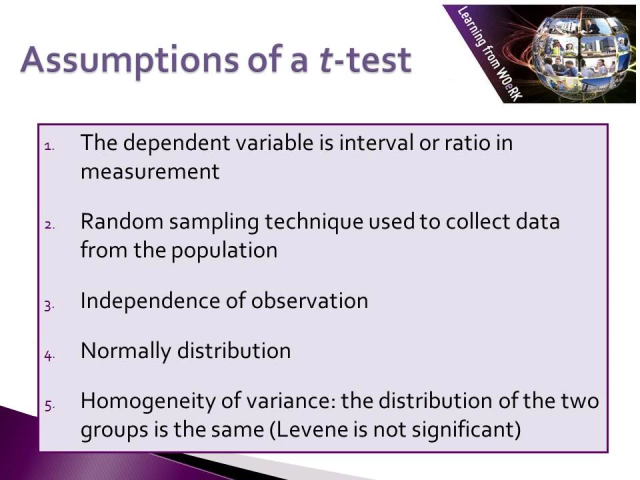 Assumptions of a t-test
Learning from WOeRK
1. The dependent variable is interval or ratio in
measurement
2. Random sampling technique used to collect data
from the population
3. Independence of observation
4. Normally distribution
5. Homogeneity of variance: the distribution of the two
groups is the same (Levene is not significant)